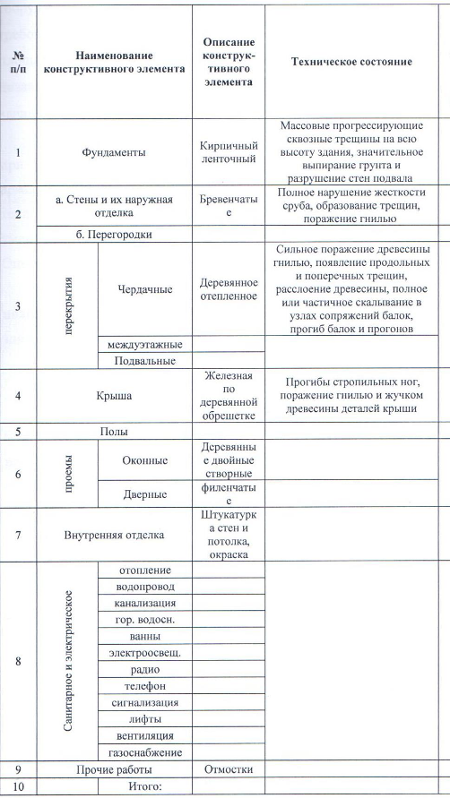 №
п/п
Наименование
конструктивного элемента
Описание
конструк-
тивного
элемента
Техническое состояние
1
Фундаменты
Кирпичный
ленточный
Массовые прогрессирующие
сквозные трещины на всю
высоту здания, значительное
выпирание грунта и
разрушение стен подвала
2
а. Стены и их наружная
отделка
Бревенчаты
е
Полное нарушение жесткости
сруба, образование трещин,
поражение гнилью
б. Перегородки
3
перекрытия
Чердачные
Деревянное
отепленное
Сильное поражение древесины
гнилью, появление продольных
и поперечных трещин,
расслоение древесины, полное
или частичное скалывание в
узлах сопряжений балок,
прогиб балок и прогонов
междуэтажные
Подвальные
4
Крыша
Железная
по
деревянной
обрешетке
Прогибы стропильных ног,
поражение гнилью и жучком
древесины деталей крыши
5
Полы
6
проемы
Оконные
Деревянны
е двойные
створные
Дверные
филенчаты
е
7
Внутренняя отделка
Штукатурк
а стен и
потолка,
окраска
8
Санитарное и электрическое
отопление
водопровод
канализация
гор. водосн.
ванны
электроосвещ.
радио
телефон
сигнализация
лифты
вентиляция
газоснабжение
9
Прочие работы
Отмостки
10
Итого: